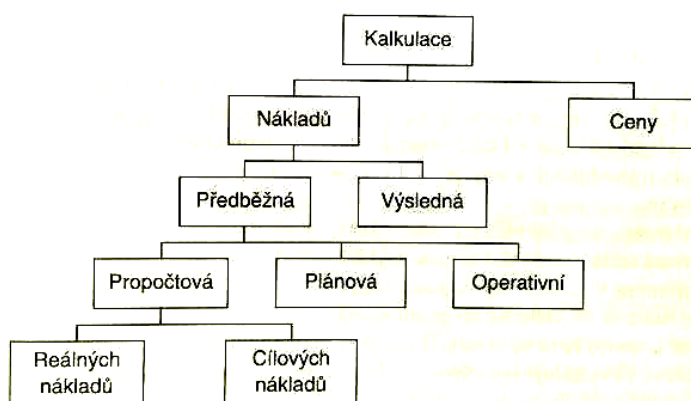 Kalkulace
Nákladů
Ceny
Předběžná
Výsledná
Propočtová
Plánová
Operativní
Reálných
nákladů
Cílových
nákladů